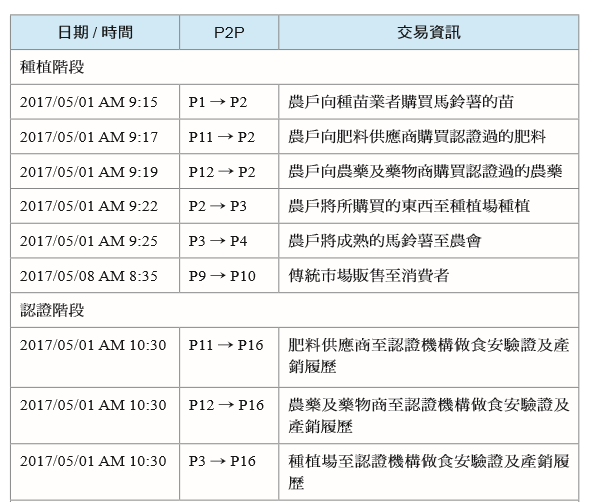 日期 / 時間 P2P 交易資訊
種植階段
2017/05/01 AM 9:15 P1 → P2 農戶向種苗業者購買馬鈴薯的苗
2017/05/01 AM 9:17 P11 → P2 農戶向肥料供應商購買認證過的肥料
2017/05/01 AM 9:19 P12 → P2 農戶向農藥及藥物商購買認證過的農藥
2017/05/01 AM 9:22 P2 → P3 農戶將所購買的東西至種植場種植
2017/05/01 AM 9:25 P3 → P4 農戶將成熟的馬鈴薯至農會
2017/05/08 AM 8:35 P9 → P10 傳統市場販售至消費者
認證階段
2017/05/01 AM 10:30 P11 → P16 肥料供應商至認證機構做食安驗證及產
銷履歷
2017/05/01 AM 10:30 P12 → P16 農藥及藥物商至認證機構做食安驗證及
產銷履歷
2017/05/01 AM 10:30 P3 → P16 種植場至認證機構做食安驗證及產銷履
歷